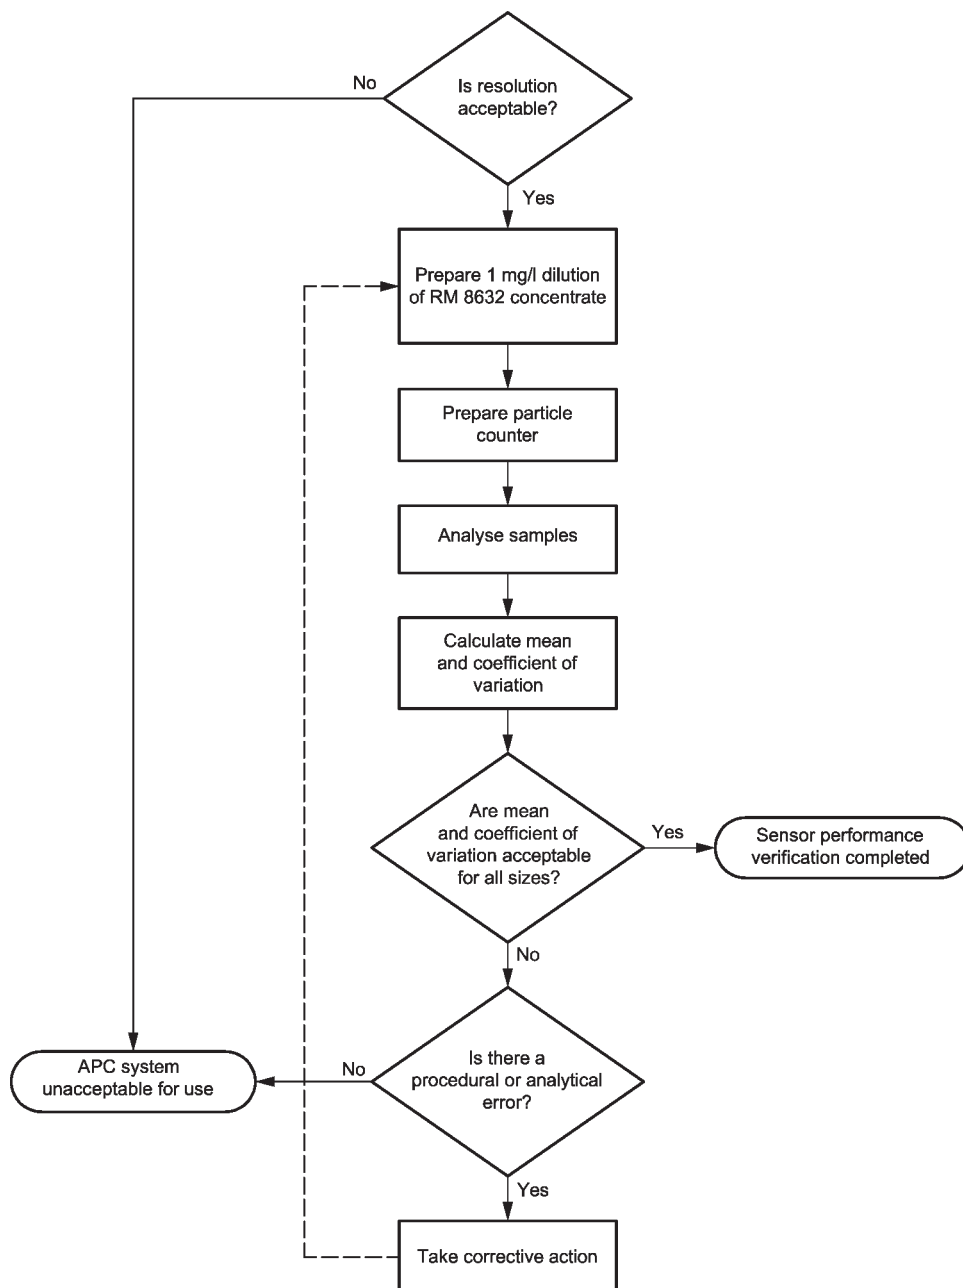 Is resolution
acceptable?
No
Yes
Prepare 1 mg/l dilution
of RM 8632 concentrate
Prepare particle
counter
Analyse samples
Calculate mean
and coefficient of
variation
Are mean
and coefficient of
variation acceptable
for all sizes?
Yes
Sensor performance
verification completed
No
Is there a
procedural or analytical
error?
No
APC system
unacceptable for use
Yes
Take corrective action